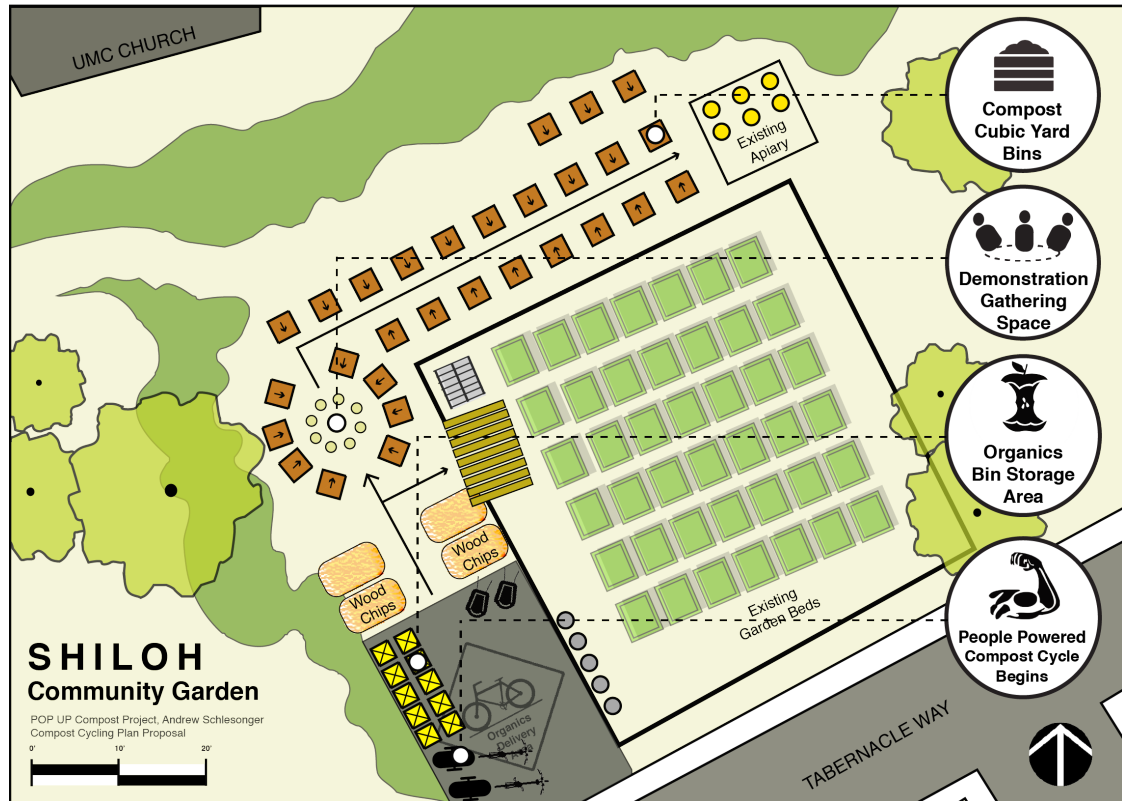 UMC CHURCH
Compost
Cubic Yard
Bins
Existing
Apiary
Demonstration
Gathering
Space
Organics
Bin Storage
Area
Wood
Chips
Wood
Chips
Existing
Garden Beds
People Powered
Compost Cycle
Begins
SHILOH
Community Garden
POP UP Compost Project, Andrew Schlesonger
Compost Cycling Plan Proposal
0' 10' 20'
Organics
Delivery
Area
TABERNACLE WAY